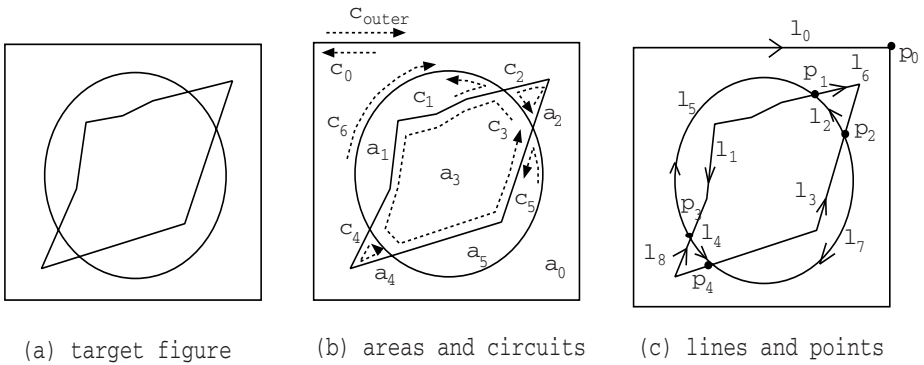 c_outer
c_0
c_1
c_2
c_6
c_3
a_2
a_1
a_3
c_5
c_4
a_4
a_5
a_0
l_0
p_0
p_1
l_6
l_5
l_2
p_2
l_1
l_3
p_3
l_4
l_7
l_8
p_4
(a) target figure
(b) areas and circuits
(c) lines and points